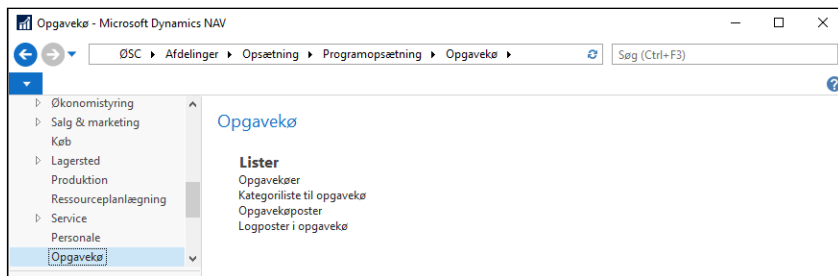 Opgavekø - Microsoft Dynamics NAV
ØSC Afdelinger Opsætning Programopsætning Opgavekø
Søg (Ctrl+F3)
Økonomistyring
Salg & marketing
Køb
Lagersted
Produktion
Ressourceplanlægning
Service
Personale
Opgavekø
Opgavekø
Lister
Opgavekøer
Kategoriliste til opgavekø
Opgavekøposter
Logposter i opgavekø